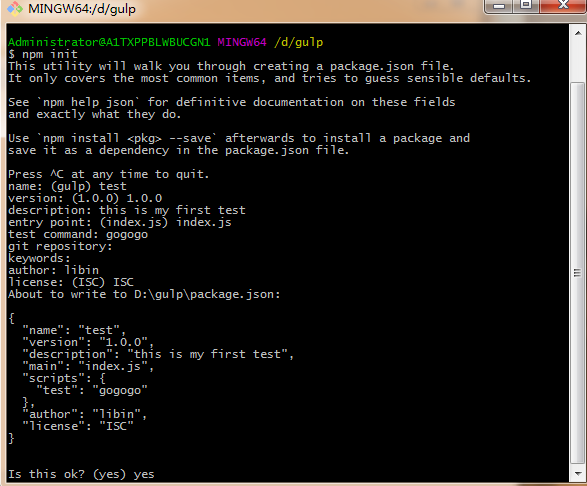 MINGW64:/d/gulp
Administrator@A1TXPPBLWBUCGN1 MINGW64 /d/gulp
$ npm init
This utility will walk you through creating a package.json file.
It only covers the most common items, and tries to guess sensible defaults.
See `npm help json` for definitive documentation on these fields
and exactly what they do.
Use `npm install <pkg> --save` afterwards to install a package and
save it as a dependency in the package.json file.
Press ^C at any time to quit.
name: (gulp) test
version: (1.0.0) 1.0.0
description: this is my first test
entry point: (index.js) index.js
test command: gogogo
git repository:
keywords:
author: libin
license: (ISC) ISC
About to write to D:\gulp\package.json:
{
  "name": "test",
  "version": "1.0.0",
  "description": "this is my first test",
  "main": "index.js",
  "scripts": {
    "test": "gogogo"
  },
  "author": "libin",
  "license": "ISC"
}
Is this ok? (yes) yes